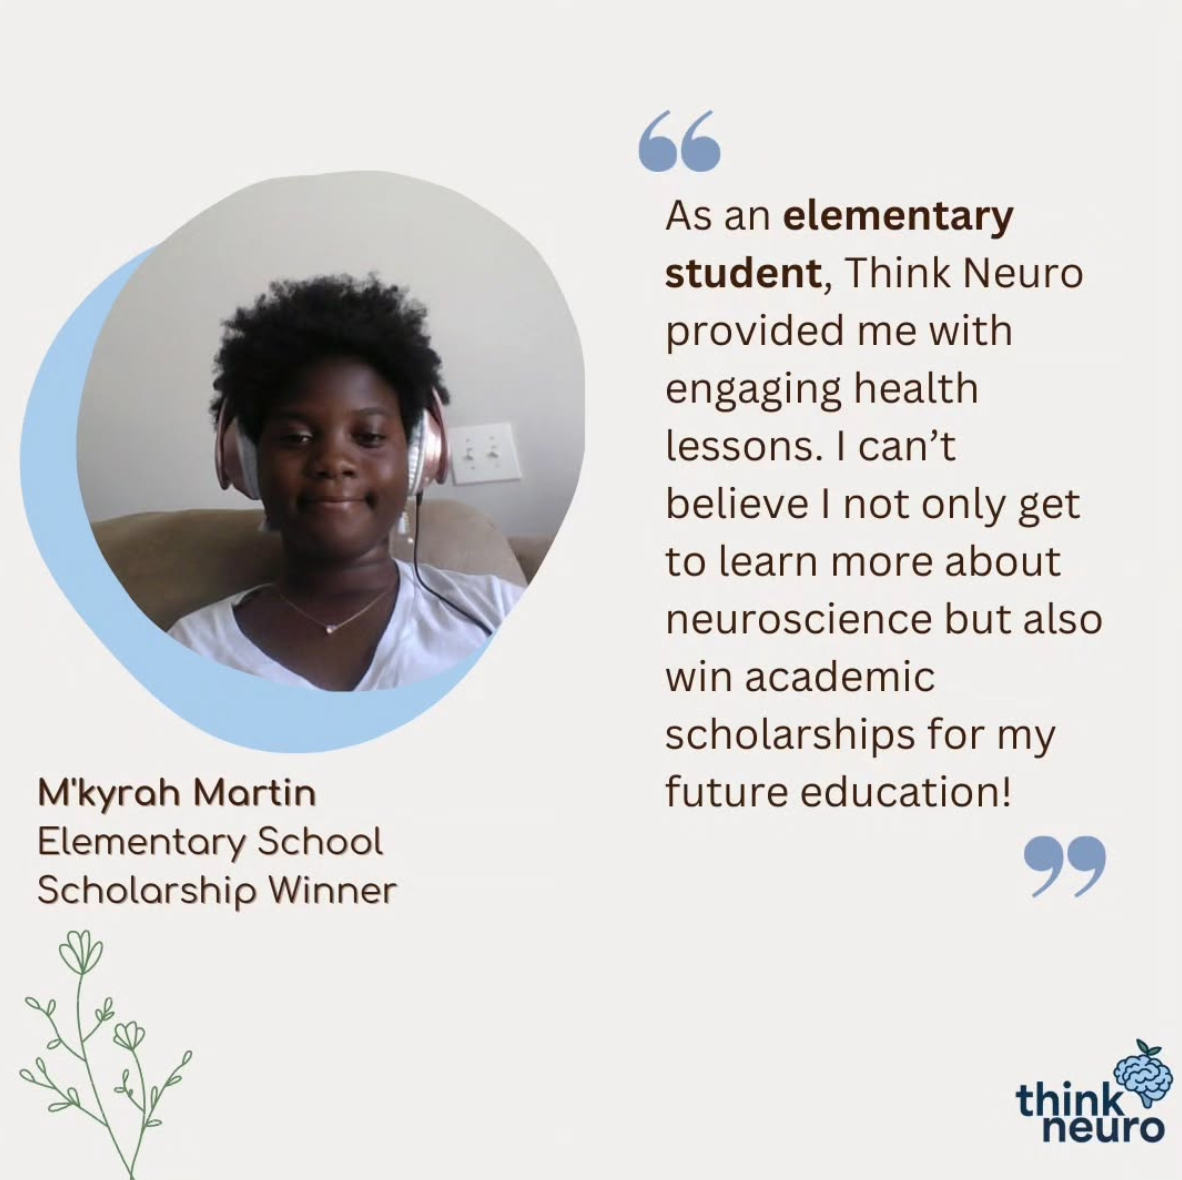 “
As an elementary
student, Think Neuro
provided me with
engaging health
lessons. I can’t
believe I not only get
to learn more about
neuroscience but also
win academic
scholarships for my
future education!
”
M'kyrah Martin
Elementary School
Scholarship Winner
think
neuro